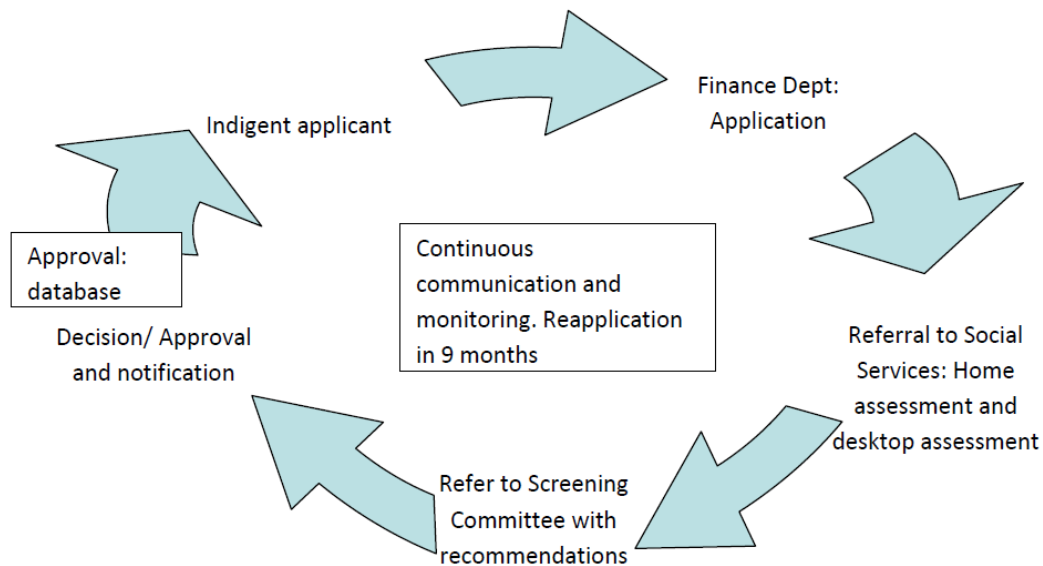 Indigent applicant
Finance Dept:
Application
Referral to Social
Services: Home
assessment and
desktop assessment
Refer to Screening
Committee with
recommendations
Decision/ Approval
and notification
Approval:
database
Continuous
communication and
monitoring. Reapplication
in 9 months